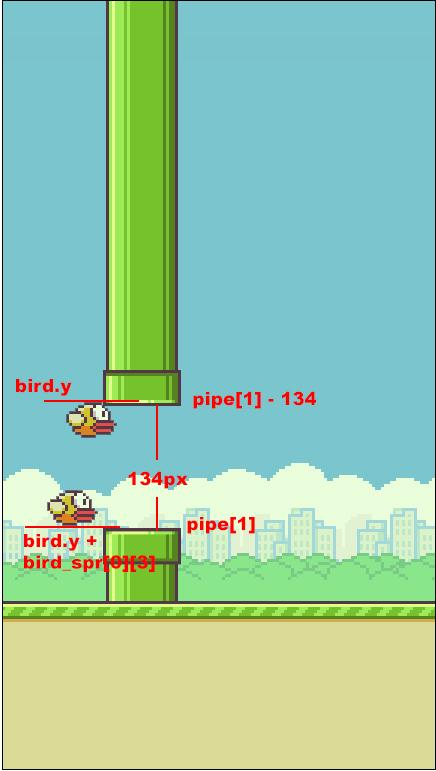 bird.y
pipe[1] - 134
134px
pipe[1]
bird.y +
bird_spr[0][3]